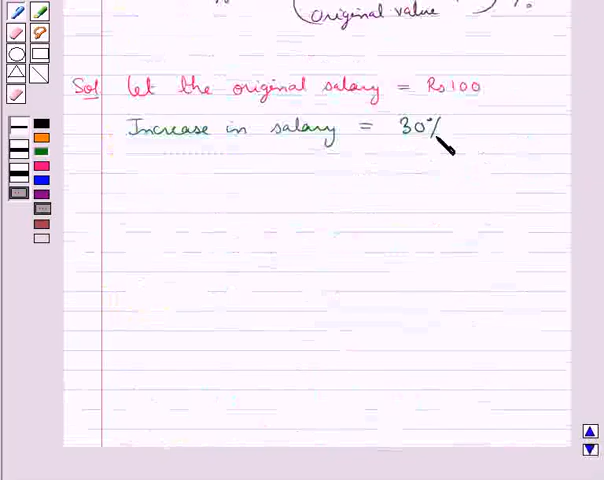 Original value %
Sol Let the original salary = Rs 100
Increase in salary = 30%